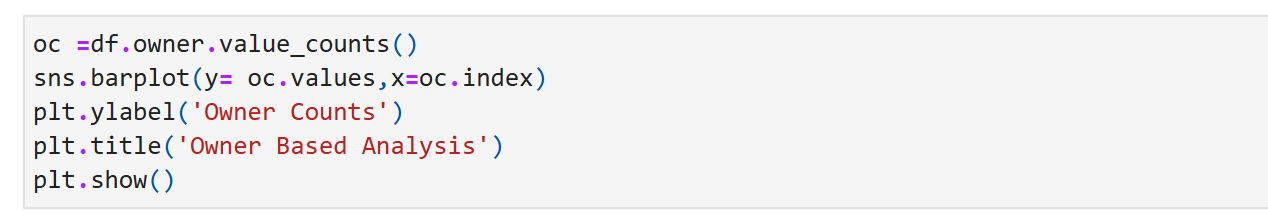 oc =df.owner.value_counts()
sns.barplot(y= oc.values,x=oc.index)
plt.ylabel('Owner Counts')
plt.title('Owner Based Analysis')
plt.show()